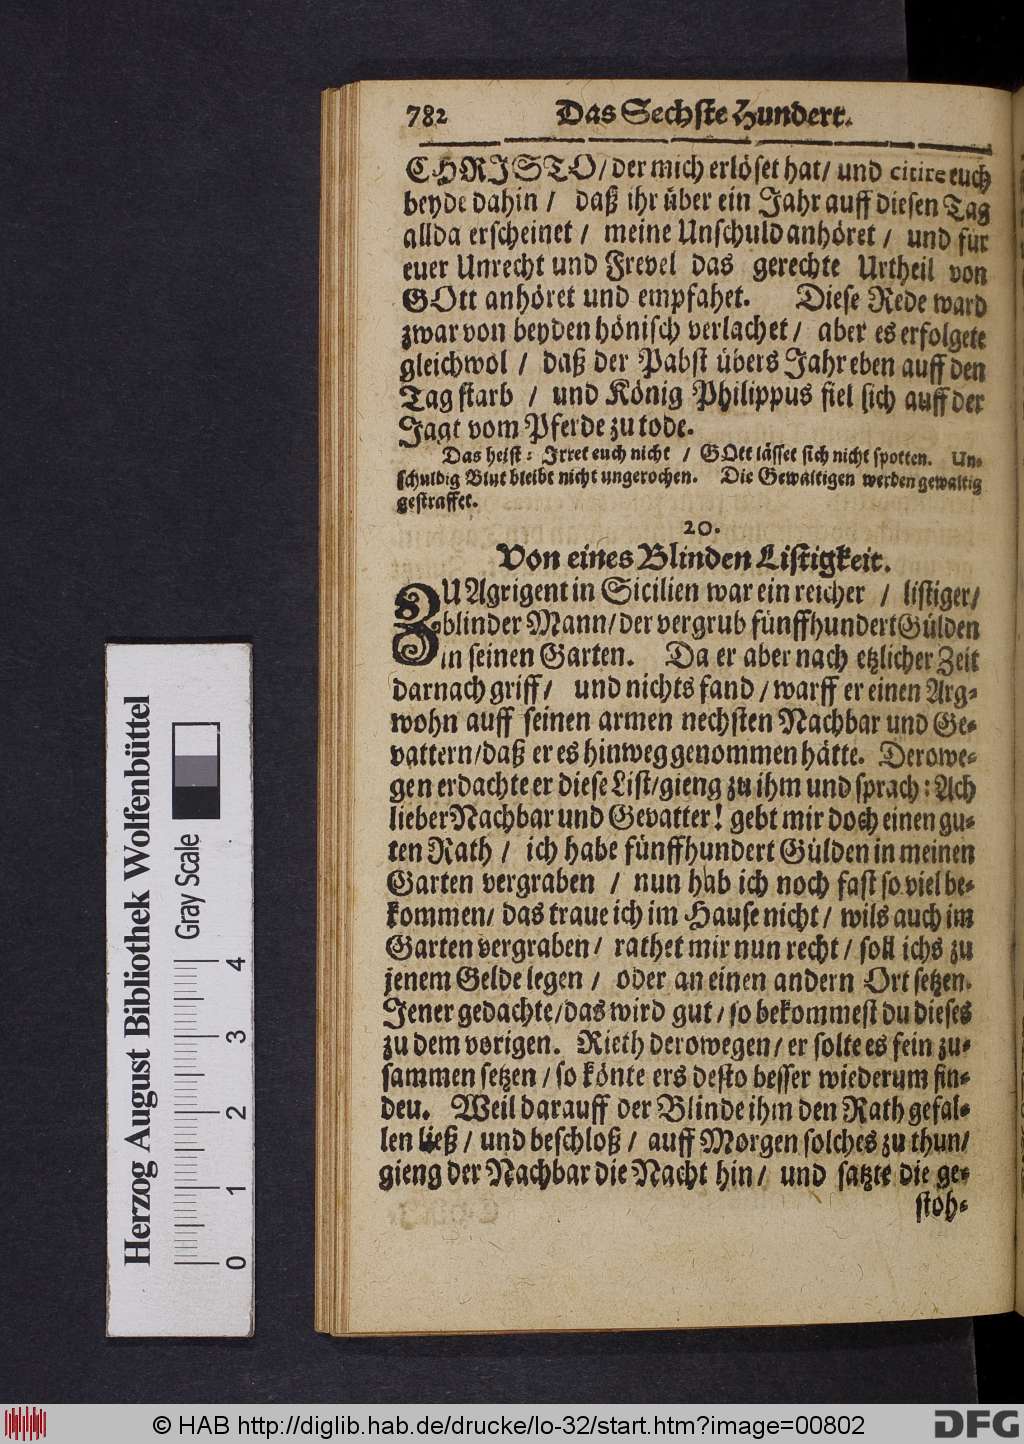 782 Das Sechste Hundert.
CHRISTO/ der mich erlöset hat/ und citire euch
beyde dahin / daß ihr über ein Jahr auff diesen Tag
allda erscheinet / meine Unschuld anhöret / und für
euer Unrecht und Frevel das gerechte Urtheil von
GOtt anhöret und empfahet. Diese Rede ward
zwar von beyden hönisch verlachet / aber es erfolgete
gleichwol / daß der Pabst übers Jahr eben auff den
Tag starb / und König Philippus fiel sich auff der
Jagt vom Pferde zu tode.
Das heist: Irret euch nicht / GOtt lässet sich nicht spotten. Un-
schuldig Blut bleibt nicht ungerochen. Die Gewaltigen werden gewaltig
gestraffet.
20.
Von eines Blinden Listigkeit.
ZU Agrigent in Sicilien war ein reicher / listiger/
blinder Mann/ der vergrub fünffhundert Gülden
in seinen Garten. Da er aber nach etzlicher Zeit
darnach griff / und nichts fand / warff er einen Arg-
wohn auff seinen armen nechsten Nachbar und Ge-
vattern/ daß er es hinweg genommen hätte. Derowe-
gen erdachte er diese List/ gieng zu ihm und sprach: Ach
lieber Nachbar und Gevatter! gebt mir doch einen gu-
ten Rath / ich habe fünffhundert Gülden in meinen
Garten vergraben / nun hab ich noch fast so viel be-
kommen/ das traue ich im Hause nicht / wils auch im
Garten vergraben / rathet mir nun recht / soll ichs zu
jenem Gelde legen / oder an einen andern Ort setzen.
Jener gedachte/ das wird gut / so bekommest du dieses
zu dem vorigen. Rieth derowegen / er solte es fein zu-
sammen setzen / so könte ers desto besser wiederum fin-
deu. Weil darauff der Blinde ihm den Rath gefal-
len ließ / und beschloß / auff Morgen solches zu thun/
gieng der Nachbar die Nacht hin / und satzte die ge-
stoh-
Herzog August Bibliothek Wolfenbüttel
Gray Scale
0 1 2 3 4
© HAB http://diglib.hab.de/drucke/lo-32/start.htm?image=00802
DFG